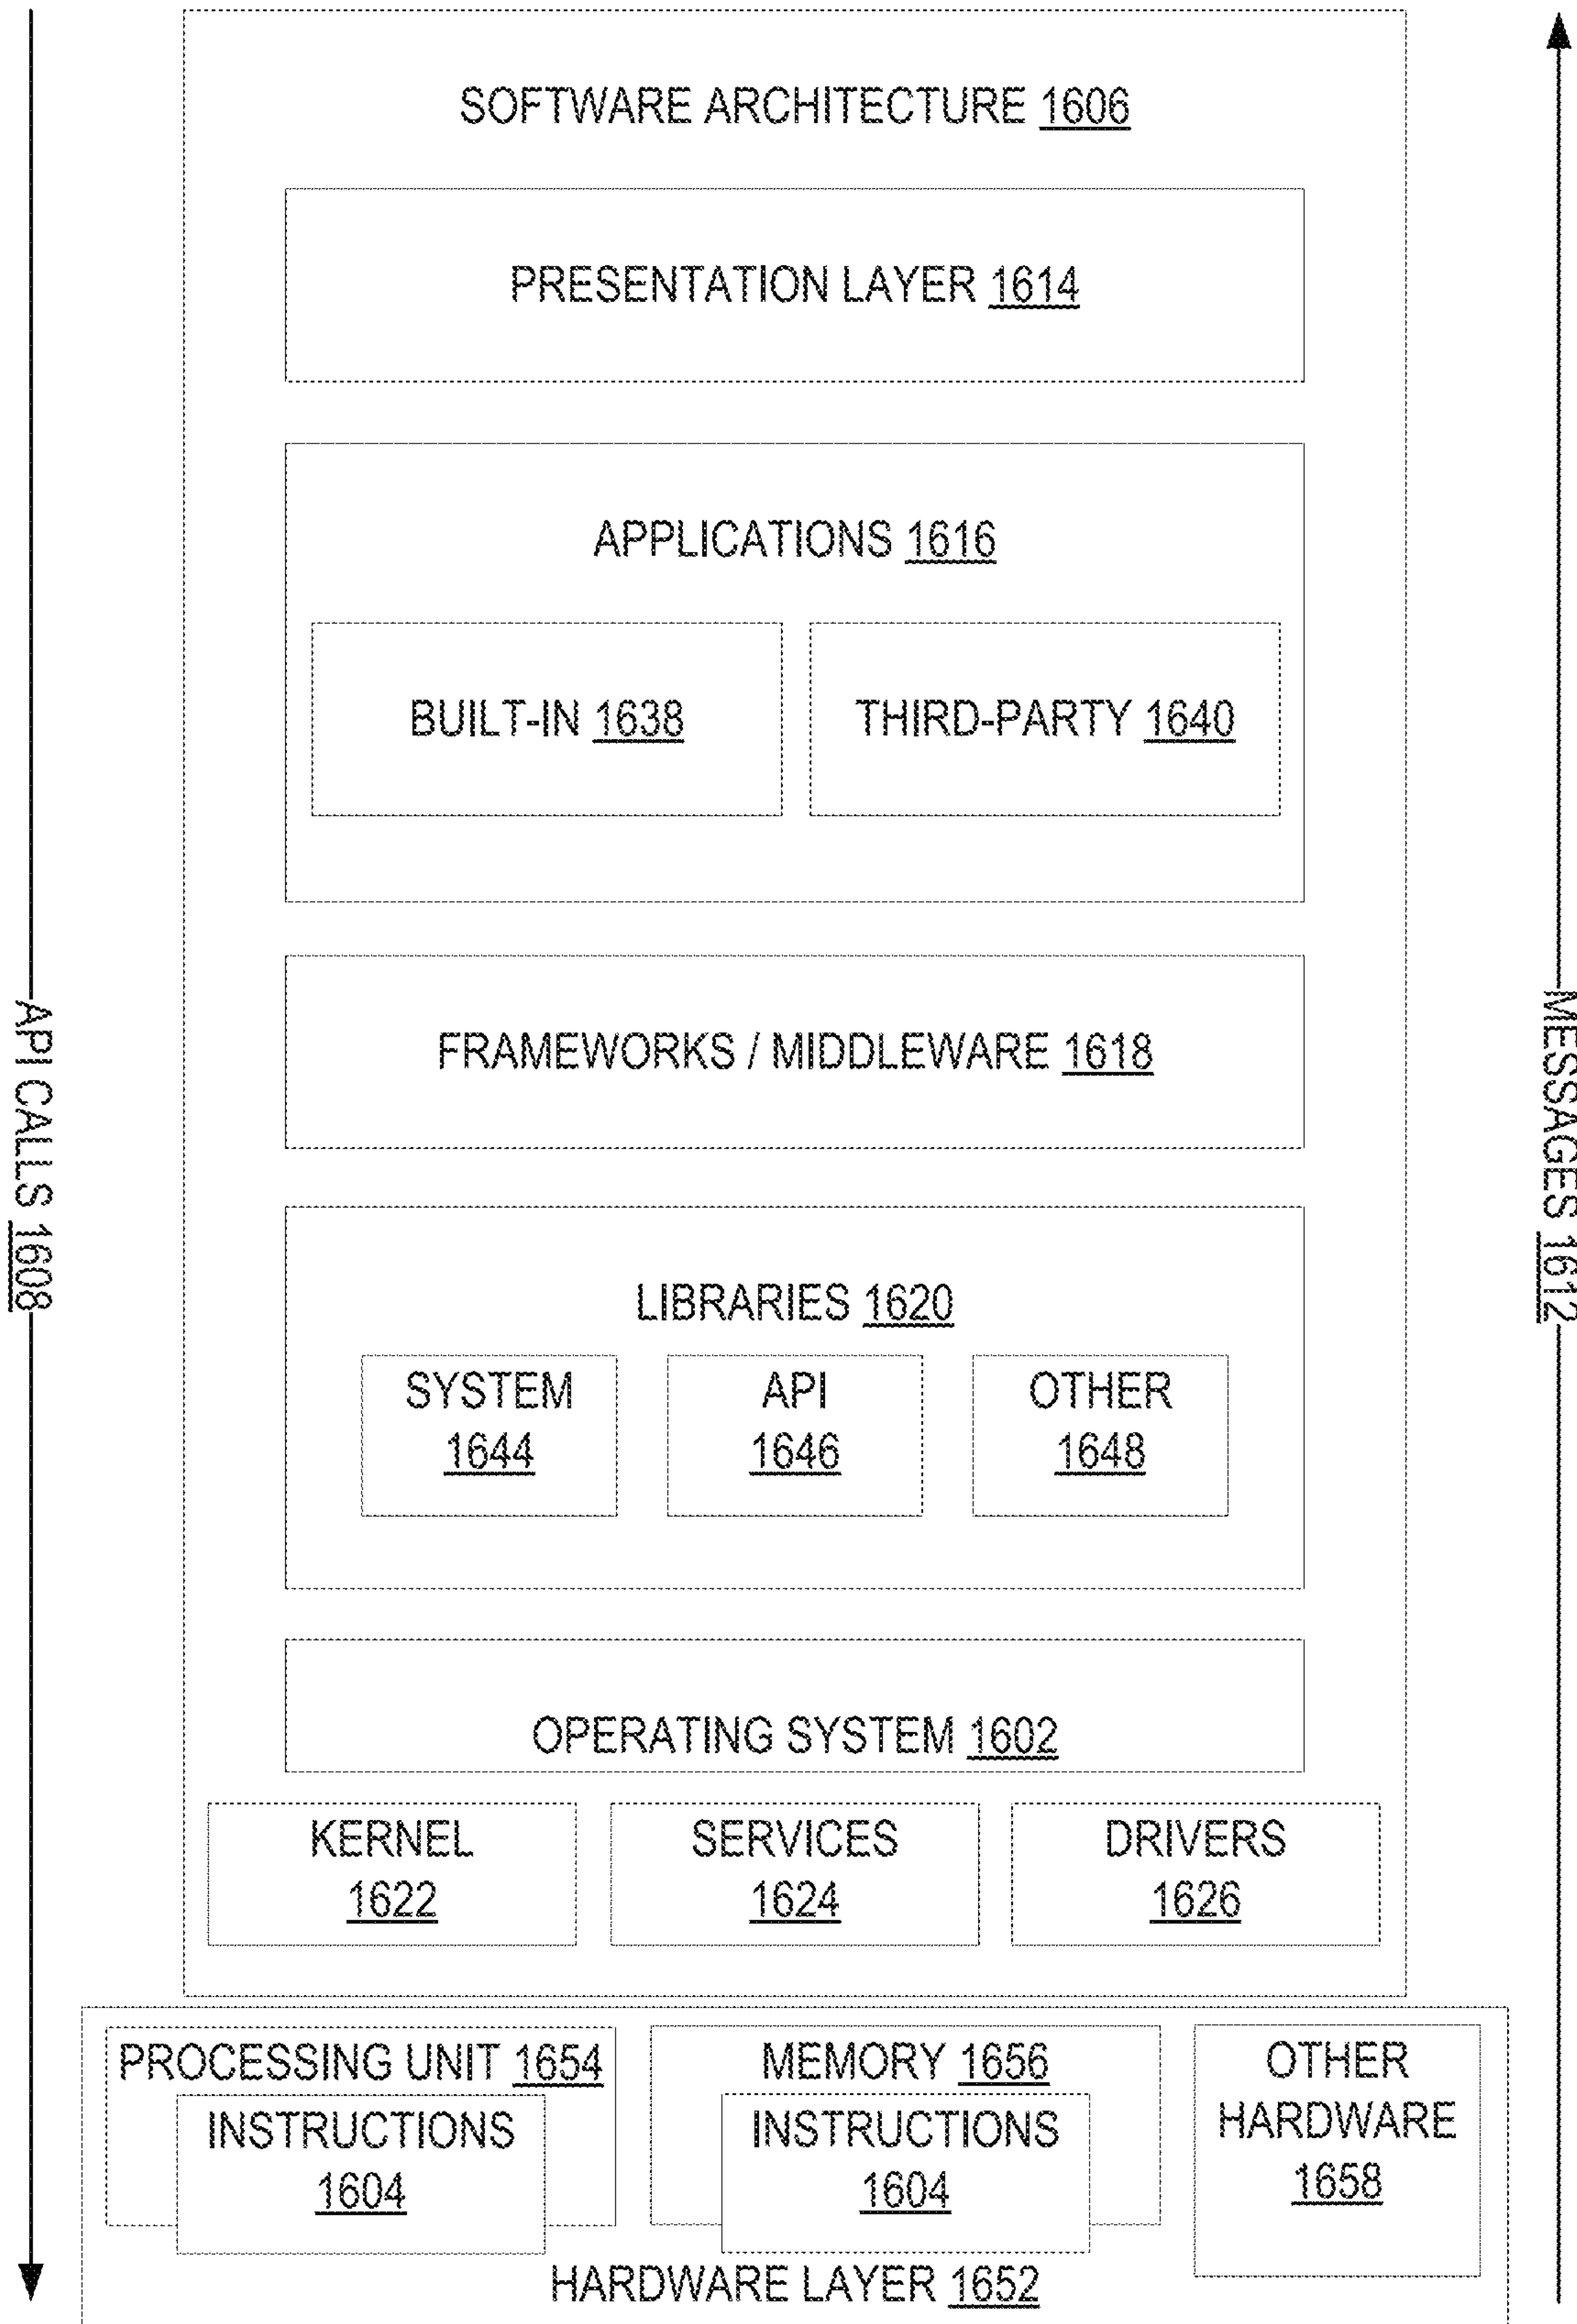 SOFTWARE ARCHITECTURE 1606
PRESENTATION LAYER 1614
APPLICATIONS 1616
BUILT-IN 1638
THIRD-PARTY 1640
FRAMEWORKS / MIDDLEWARE 1618
API CALLS 1608
MESSAGES 1612
LIBRARIES 1620
SYSTEM
1644
API
1646
OTHER
1648
OPERATING SYSTEM 1602
KERNEL
1622
SERVICES
1624
DRIVERS
1626
PROCESSING UNIT 1654
INSTRUCTIONS
1604
MEMORY 1656
INSTRUCTIONS
1604
OTHER
HARDWARE
1658
HARDWARE LAYER 1652